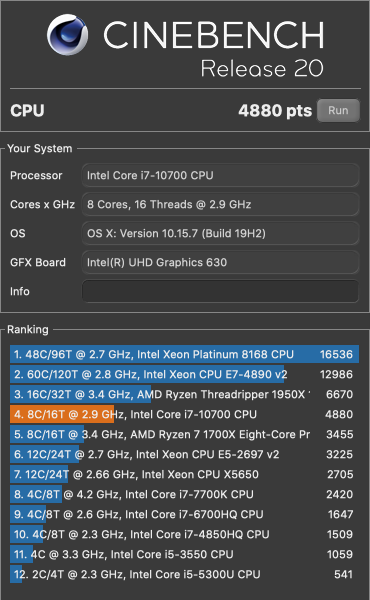 CINEBENCH
Release 20
CPU 4880 pts Run
Your System
Processor Intel Core i7-10700 CPU
Cores x GHz 8 Cores, 16 Threads @ 2.9 GHz
OS OS X: Version 10.15.7 (Build 19H2)
GFX Board Intel(R) UHD Graphics 630
Info
Ranking
1. 48C/96T @ 2.7 GHz, Intel Xeon Platinum 8168 CPU 16536
2. 60C/120T @ 2.8 GHz, Intel Xeon CPU E7-4890 v2 12986
3. 16C/32T @ 3.4 GHz, AMD Ryzen Threadripper 1950X 6670
4. 8C/16T @ 2.9 GHz, Intel Core i7-10700 CPU 4880
5. 8C/16T @ 3.4 GHz, AMD Ryzen 7 1700X Eight-Core Pr 3455
6. 12C/24T @ 2.7 GHz, Intel Xeon CPU E5-2697 v2 3225
7. 12C/24T @ 2.66 GHz, Intel Xeon CPU X5650 2705
8. 4C/8T @ 4.2 GHz, Intel Core i7-7700K CPU 2420
9. 4C/8T @ 2.6 GHz, Intel Core i7-6700HQ CPU 1647
10. 4C/8T @ 2.3 GHz, Intel Core i7-4850HQ CPU 1509
11. 4C @ 3.3 GHz, Intel Core i5-3550 CPU 1059
12. 2C/4T @ 2.3 GHz, Intel Core i5-5300U CPU 541